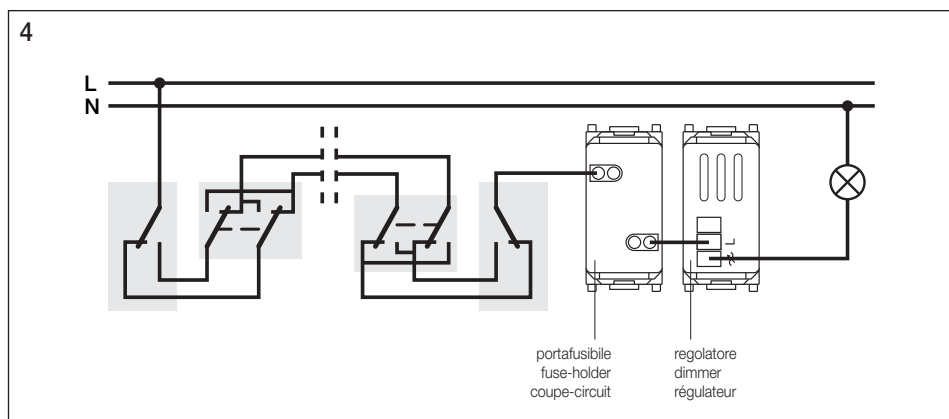 4
L
N
L
portafusibile
fuse-holder
coupe-circuit
regolatore
dimmer
régulateur